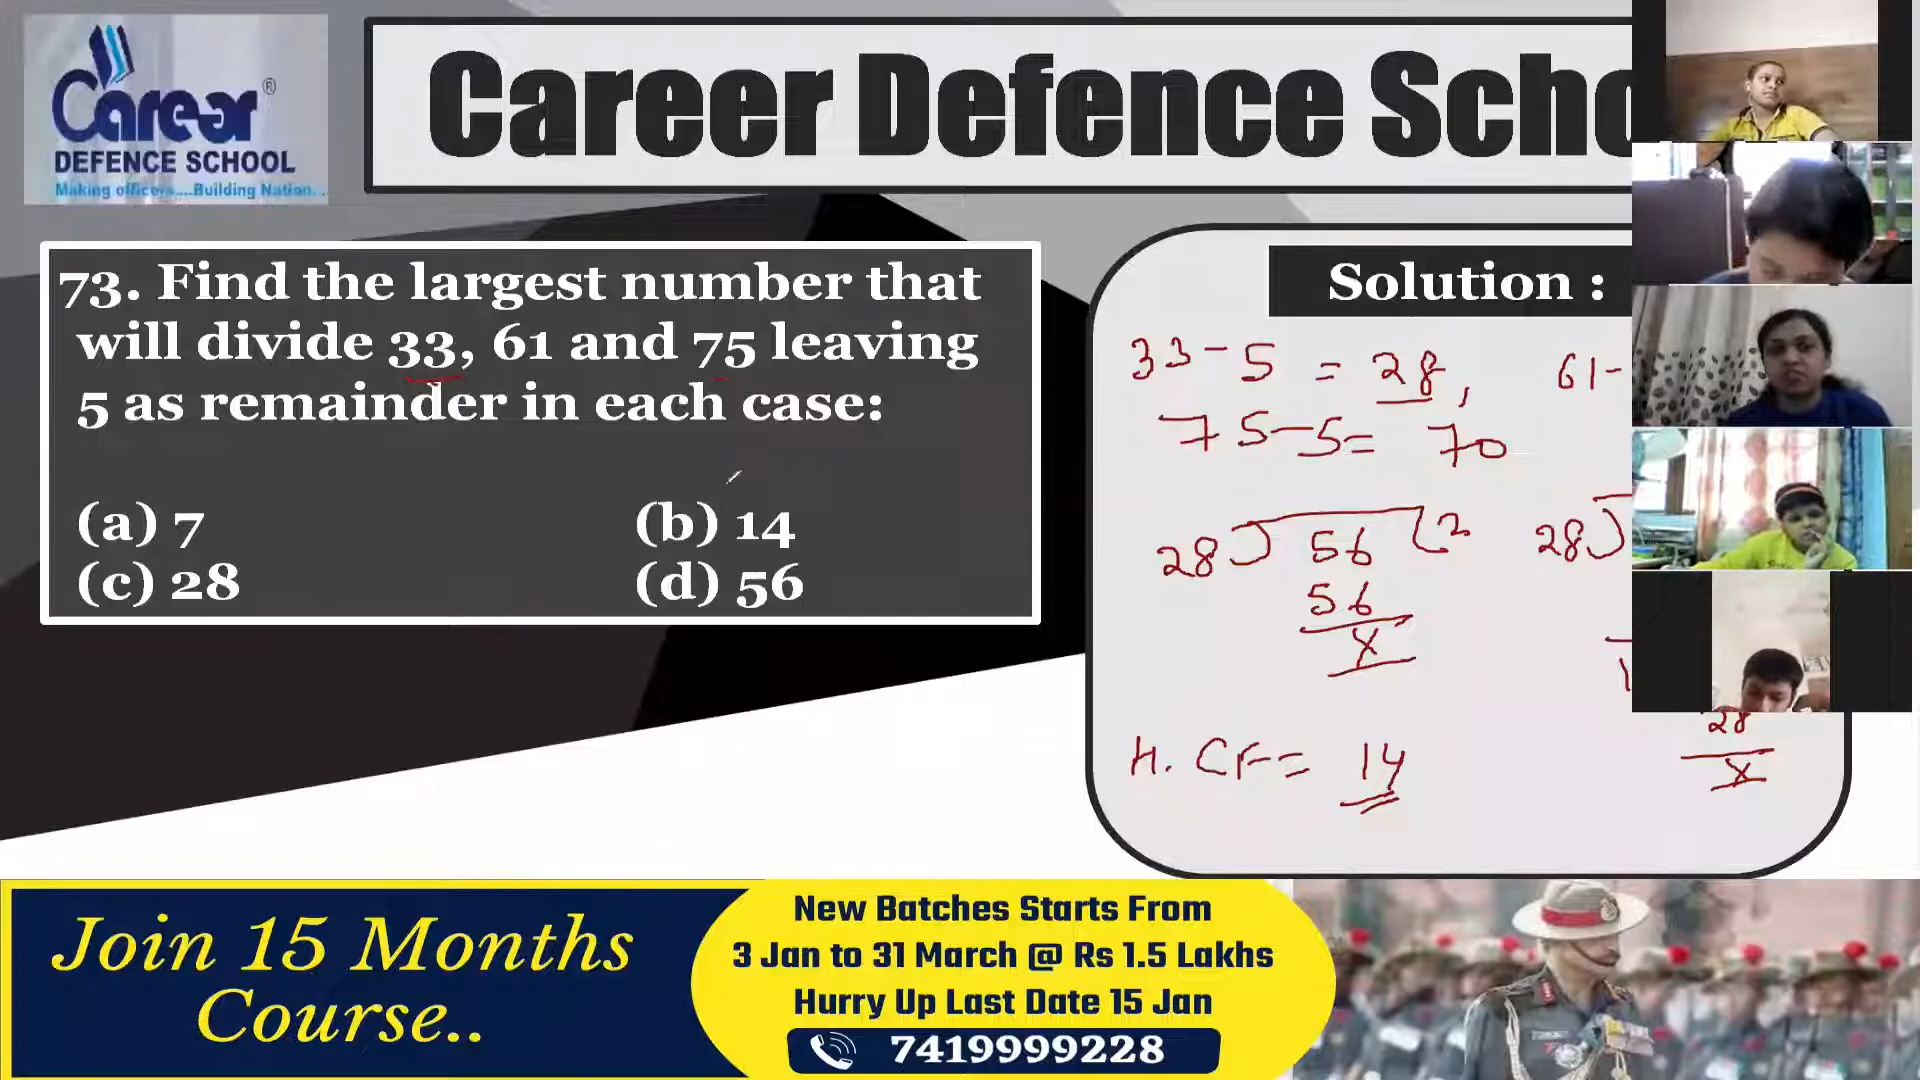 Carear ®
DEFENCE SCHOOL
Making officers....Building Nation...
Career Defence Scho
73. Find the largest number that
will divide 33, 61 and 75 leaving
5 as remainder in each case:
(a) 7 (b) 14
(c) 28 (d) 56
Solution :
33-5 = 28, 61-
75-5= 70
28) 56 (2 28)
56
x
28
x
H.CF= 14
Join 15 Months
Course..
New Batches Starts From
3 Jan to 31 March @ Rs 1.5 Lakhs
Hurry Up Last Date 15 Jan
7419999228